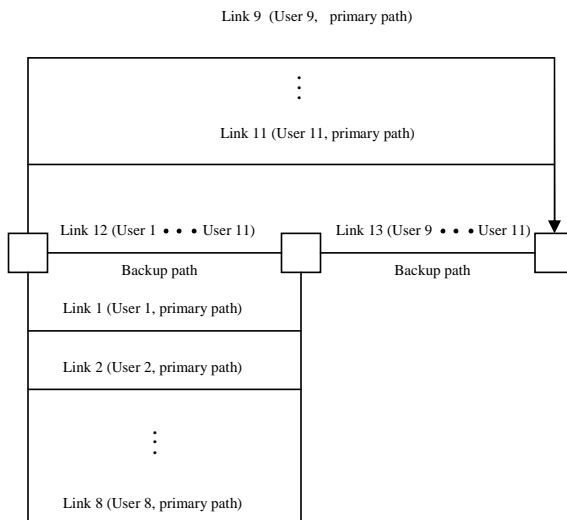 Link 9 (User 9, primary path)
Link 11 (User 11, primary path)
Link 12 (User 1 • • • User 11)
Link 13 (User 9 • • • User 11)
Backup path
Backup path
Link 1 (User 1, primary path)
Link 2 (User 2, primary path)
Link 8 (User 8, primary path)